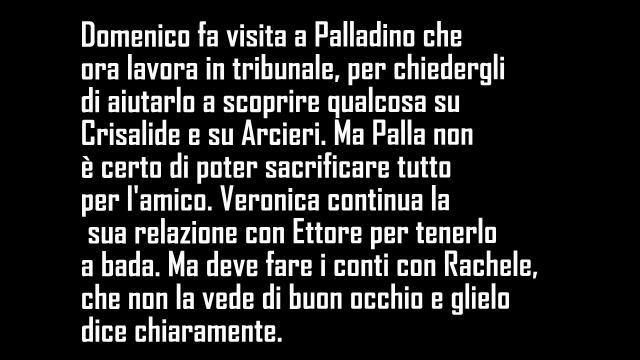 Domenico fa visita a Palladino che
ora lavora in tribunale, per chiedergli
di aiutarlo a scoprire qualcosa su
Crisalide e su Arcieri. Ma Palla non
è certo di poter sacrificare tutto
per l'amico. Veronica continua la
sua relazione con Ettore per tenerlo
a bada. Ma deve fare i conti con Rachele,
che non la vede di buon occhio e glielo
dice chiaramente.